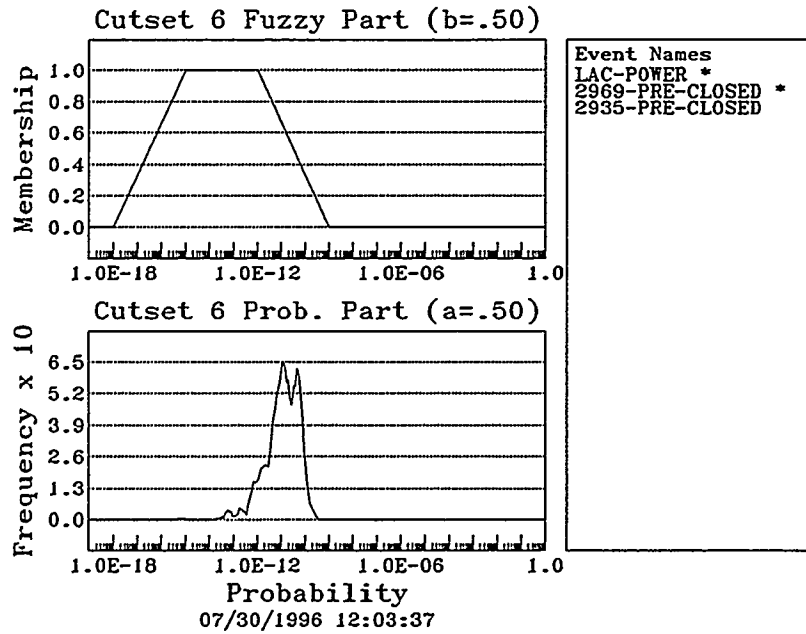 Cutset 6 Fuzzy Part (b=.50)
Membership
1.0
0.8
0.6
0.4
0.2
0.0
1.0E-18 1.0E-12 1.0E-06 1.0
Cutset 6 Prob. Part (a=.50)
Frequency x 10
6.5
5.2
3.9
2.6
1.3
0.0
1.0E-18 1.0E-12 1.0E-06 1.0
Probability
07/30/1996 12:03:37
Event Names
LAC-POWER *
2969-PRE-CLOSED *
2935-PRE-CLOSED